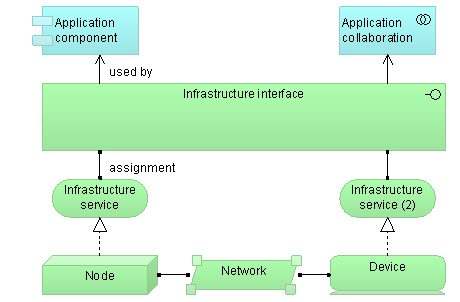 Application
component
Application
collaboration
used by
Infrastructure interface
assignment
Infrastructure
service
Infrastructure
service (2)
Node
Network
Device